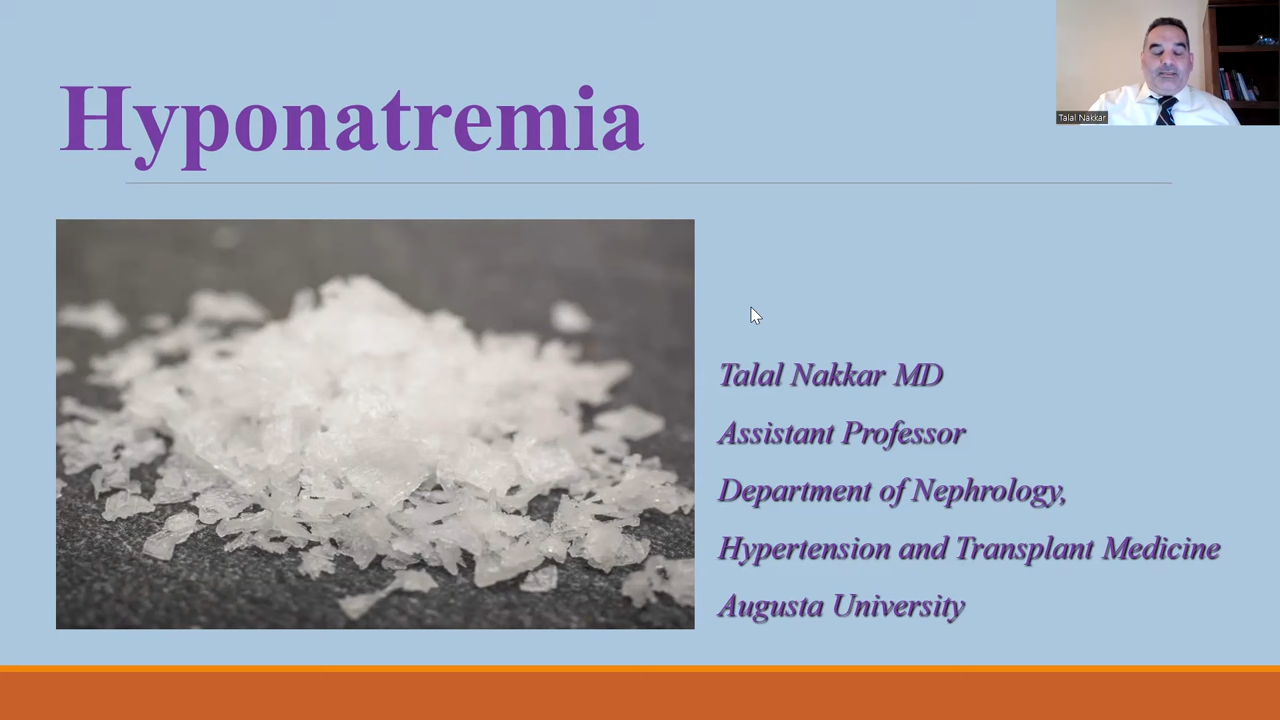 Hyponatremia
Talal Nakkar
Talal Nakkar MD
Assistant Professor
Department of Nephrology,
Hypertension and Transplant Medicine
Augusta University